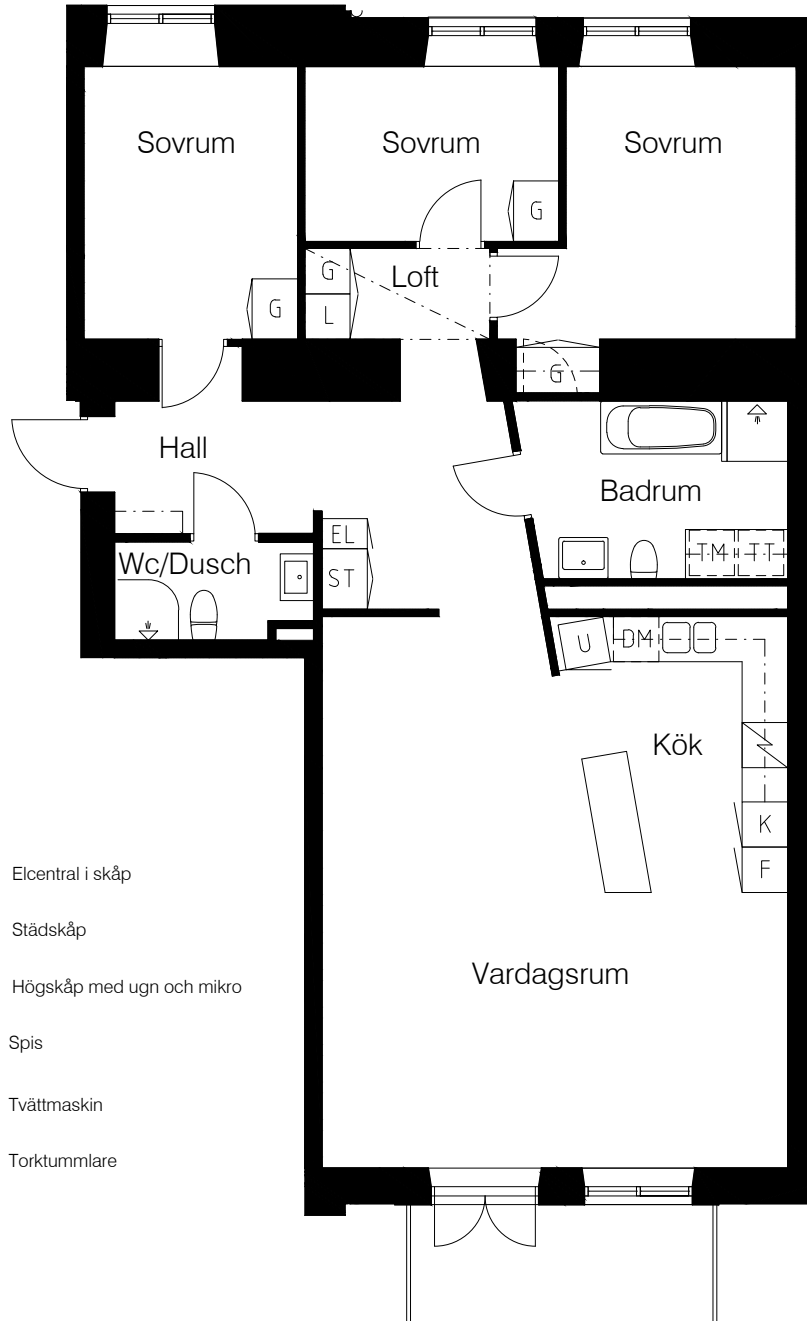 Sovrum
Sovrum
Sovrum
G
G
Loft
G
L
G
Hall
Badrum
EL
Wc/Dusch
ST
TM
TT
U
DM
Kök
K
F
Elcentral i skåp
Städskåp
Vardagsrum
Högskåp med ugn och mikro
Spis
Tvättmaskin
Torktummlare